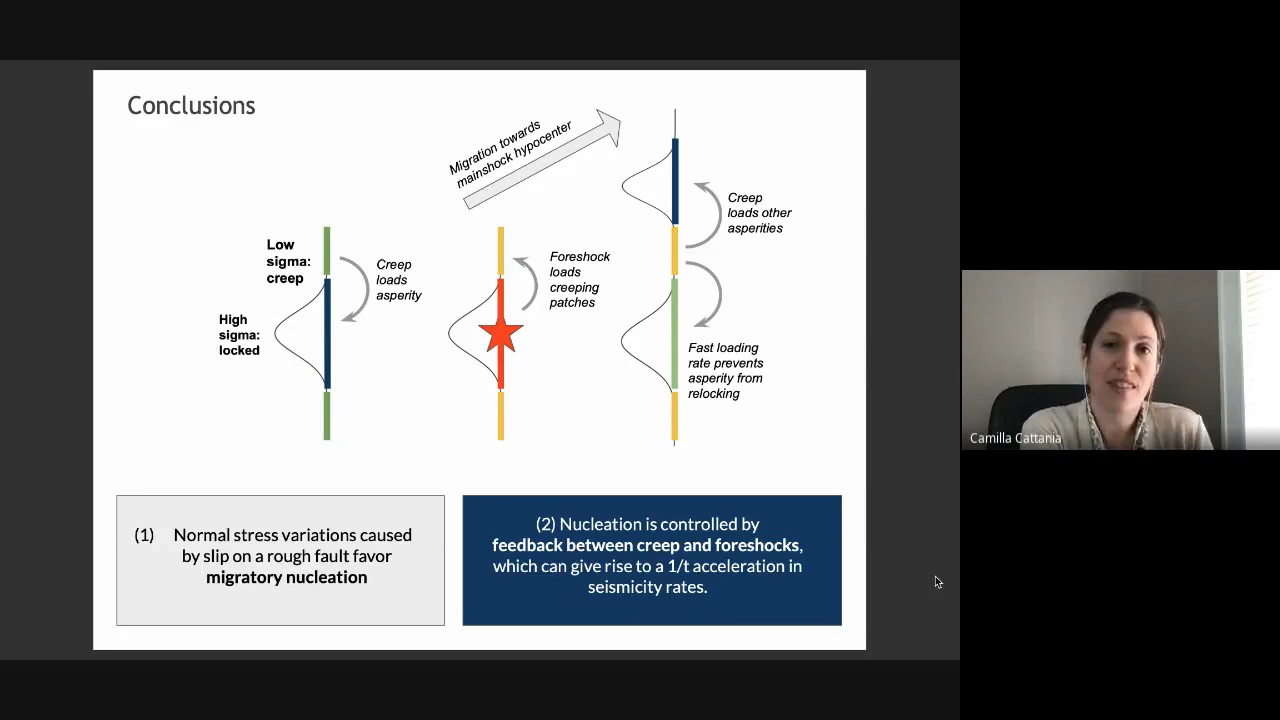 Conclusions
Migration towards
mainshock hypocenter
Low
sigma:
creep
High
sigma:
locked
Creep
loads
asperity
Foreshock
loads
creeping
patches
Creep
loads other
asperities
Fast loading
rate prevents
asperity from
relocking
(1) Normal stress variations caused
by slip on a rough fault favor
migratory nucleation
(2) Nucleation is controlled by
feedback between creep and foreshocks,
which can give rise to a 1/t acceleration in
seismicity rates.
Camilla Cattania